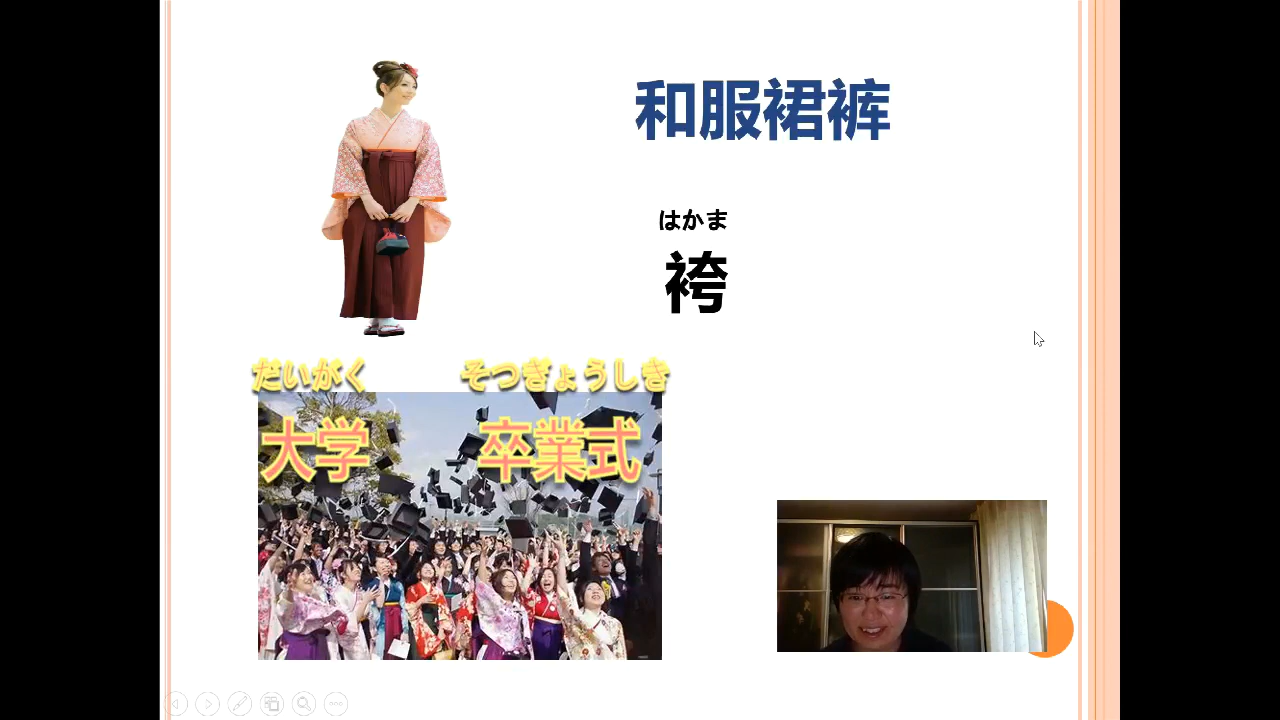 和服裙裤
はかま
袴
だいがく そつぎょうしき
大学 卒業式